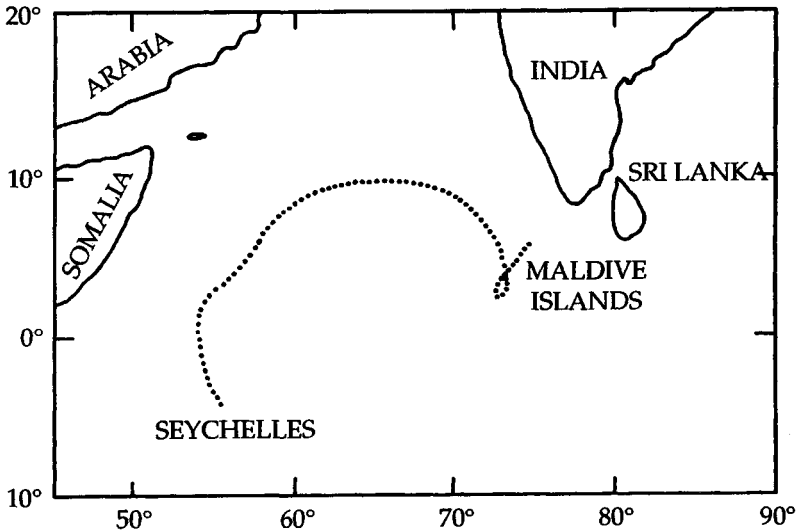 20°
ARABIA
INDIA
10°
SOMALIA
SRI LANKA
MALDIVE
ISLANDS
0°
SEYCHELLES
10°
50°
60°
70°
80°
90°